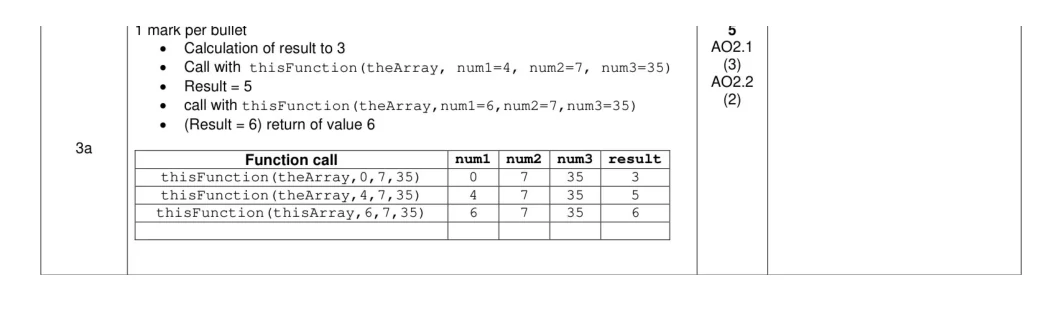 1 mark per bullet
• Calculation of result to 3
• Call with thisFunction(theArray, num1=4, num2=7, num3=35)
• Result = 5
• call with thisFunction(theArray,num1=6,num2=7,num3=35)
• (Result = 6) return of value 6
5
AO2.1
(3)
AO2.2
(2)
3a
Function call num1 num2 num3 result
thisFunction(theArray,0,7,35) 0 7 35 3
thisFunction(theArray,4,7,35) 4 7 35 5
thisFunction(thisArray,6,7,35) 6 7 35 6